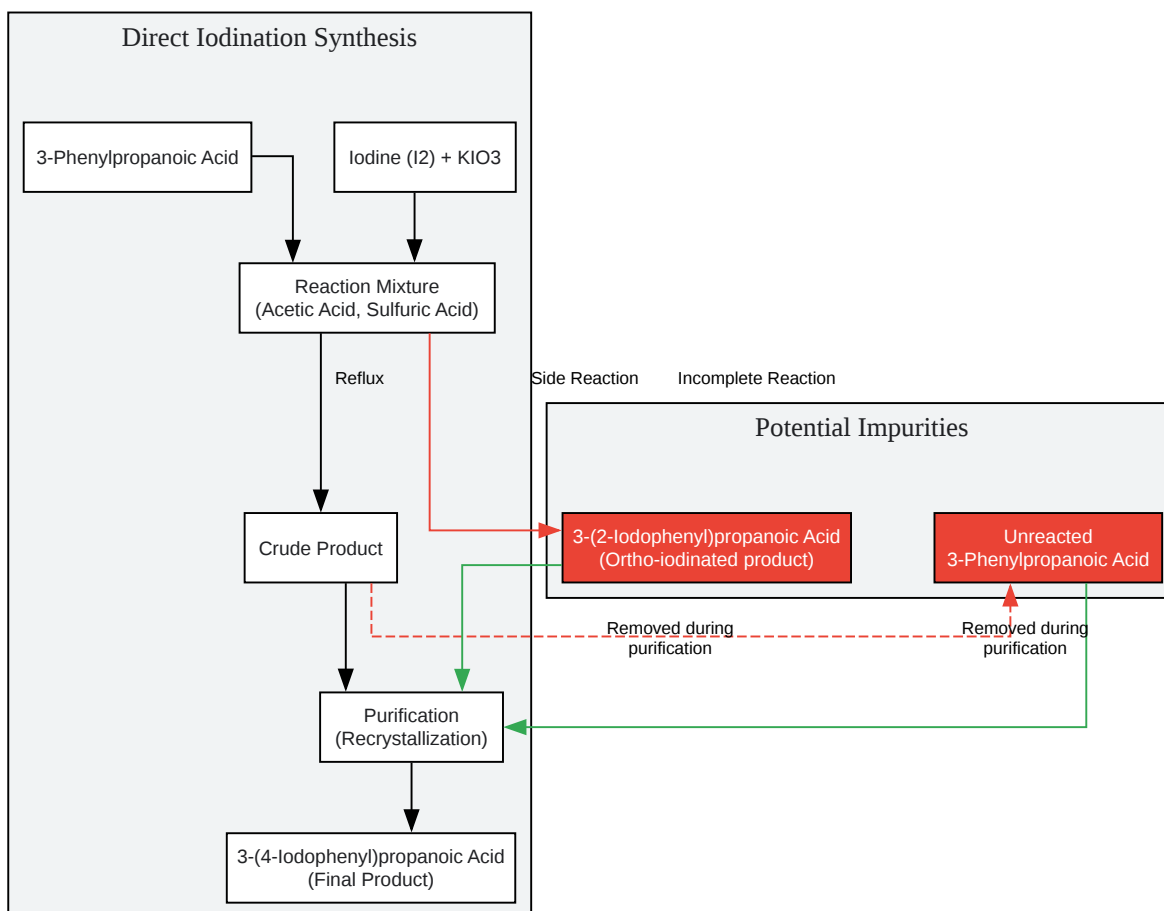 Direct Iodination Synthesis
3-Phenylpropanoic Acid
Iodine (I2) + KIO3
Reaction Mixture
(Acetic Acid, Sulfuric Acid)
Reflux
Side Reaction
Incomplete Reaction
Potential Impurities
Crude Product
3-(2-Iodophenyl)propanoic Acid
(Ortho-iodinated product)
Unreacted
3-Phenylpropanoic Acid
Removed during
purification
Removed during
purification
Purification
(Recrystallization)
3-(4-Iodophenyl)propanoic Acid
(Final Product)